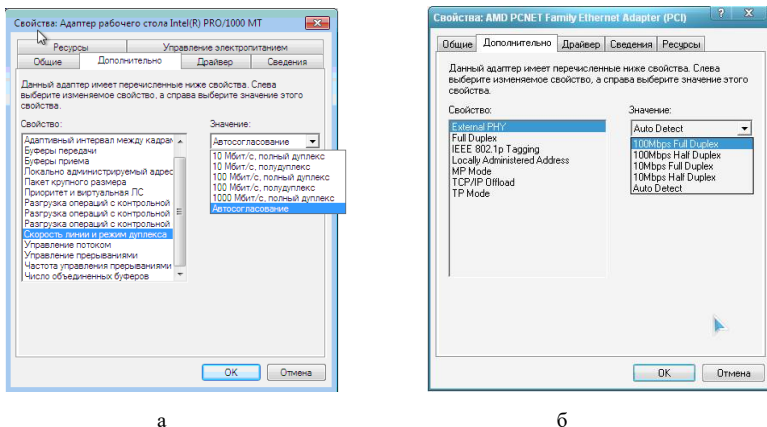 Свойства: Адаптер рабочего стола Intel(R) PRO/1000 MT
Ресурсы
Управление электропитанием
Общие
Дополнительно
Драйвер
Сведения
Данный адаптер имеет перечисленные ниже свойства. Слева
выберите изменяемое свойство, а справа выберите значение этого
свойства.
Свойство:
Значение:
Адаптивный интервал между кадрам
Буферы передачи
Буферы приема
Локально администрируемый адрес
Пакет крупного размера
Приоритет и виртуальная ЛС
Разгрузка операций с контрольной
Разгрузка операций с контрольной
Разгрузка операций с контрольной
Скорость линии и режим дуплекса
Управление потоком
Управление прерываниями
Частота управления прерываниями
Число объединенных буферов
Автосогласование
10 Мбит/с, полный дуплекс
10 Мбит/с, полудуплекс
100 Мбит/с, полный дуплекс
100 Мбит/с, полудуплекс
1000 Мбит/с, полный дуплекс
Автосогласование
OK
Отмена
а
Свойства: AMD PCNET Family Ethernet Adapter (PCI)
Общие
Дополнительно
Драйвер
Сведения
Ресурсы
Данный адаптер имеет перечисленные ниже свойства. Слева
выберите изменяемое свойство, а справа выберите значение этого
свойства.
Свойство:
Значение:
External PHY
Full Duplex
IEEE 802.1p Tagging
Locally Administered Address
MP Mode
TCP/IP Offload
TP Mode
Auto Detect
100Mbps Full Duplex
100Mbps Half Duplex
10Mbps Full Duplex
10Mbps Half Duplex
Auto Detect
OK
Отмена
б